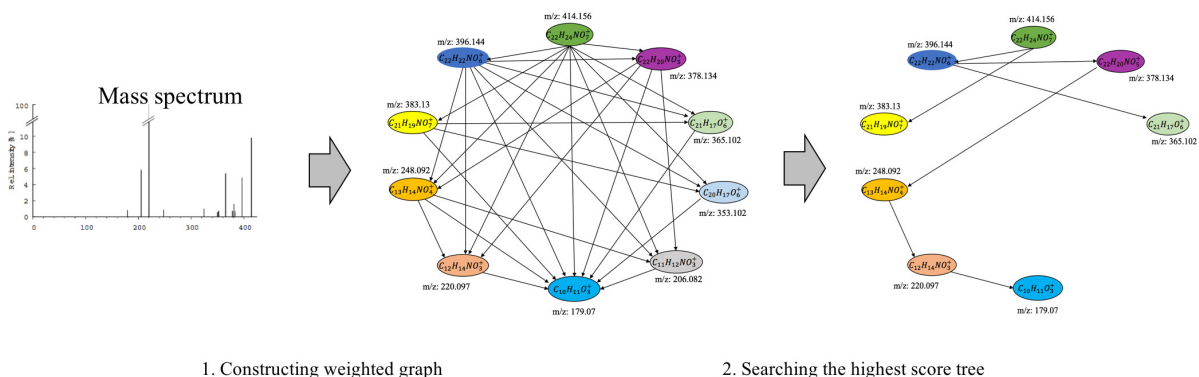 Mass spectrum
Rel.Intensity [%]
100
10
8
6
4
2
0
0 100 200 300 400
m/z: 414.156
C₂₂H₂₄NO₇⁺
m/z: 396.144
C₂₂H₂₂NO₆⁺
C₂₂H₂₀NO₅⁺
m/z: 378.134
m/z: 383.13
C₂₁H₁₉NO₇⁺
C₂₁H₁₇O₆⁺
m/z: 365.102
m/z: 248.092
C₁₃H₁₄NO₄⁺
C₂₀H₁₇O₆⁺
m/z: 353.102
C₁₂H₁₄NO₃⁺
m/z: 220.097
C₁₁H₁₂NO₃⁺
m/z: 206.082
C₁₀H₁₁O₃⁺
m/z: 179.07
1. Constructing weighted graph
m/z: 414.156
C₂₂H₂₄NO₇⁺
m/z: 396.144
C₂₂H₂₂NO₆⁺
C₂₂H₂₀NO₅⁺
m/z: 378.134
m/z: 383.13
C₂₁H₁₉NO₇⁺
C₂₁H₁₇O₆⁺
m/z: 365.102
m/z: 248.092
C₁₃H₁₄NO₄⁺
C₁₂H₁₄NO₃⁺
m/z: 220.097
C₁₀H₁₁O₃⁺
m/z: 179.07
2. Searching the highest score tree